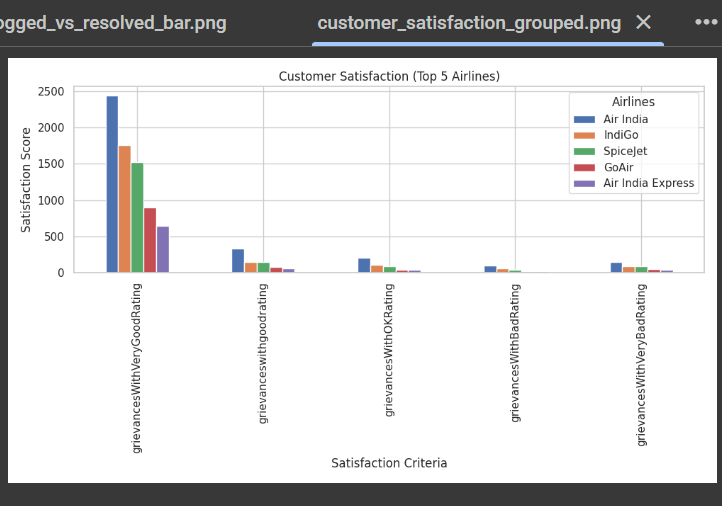 ogged_vs_resolved_bar.png
customer_satisfaction_grouped.png
Customer Satisfaction (Top 5 Airlines)
2500
2000
1500
1000
500
0
Satisfaction Score
Airlines
Air India
IndiGo
SpiceJet
GoAir
Air India Express
grievancesWithVeryGoodRating
grievanceswithgoodrating
grievancesWithOKRating
grievancesWithBadRating
grievancesWithVeryBadRating
Satisfaction Criteria